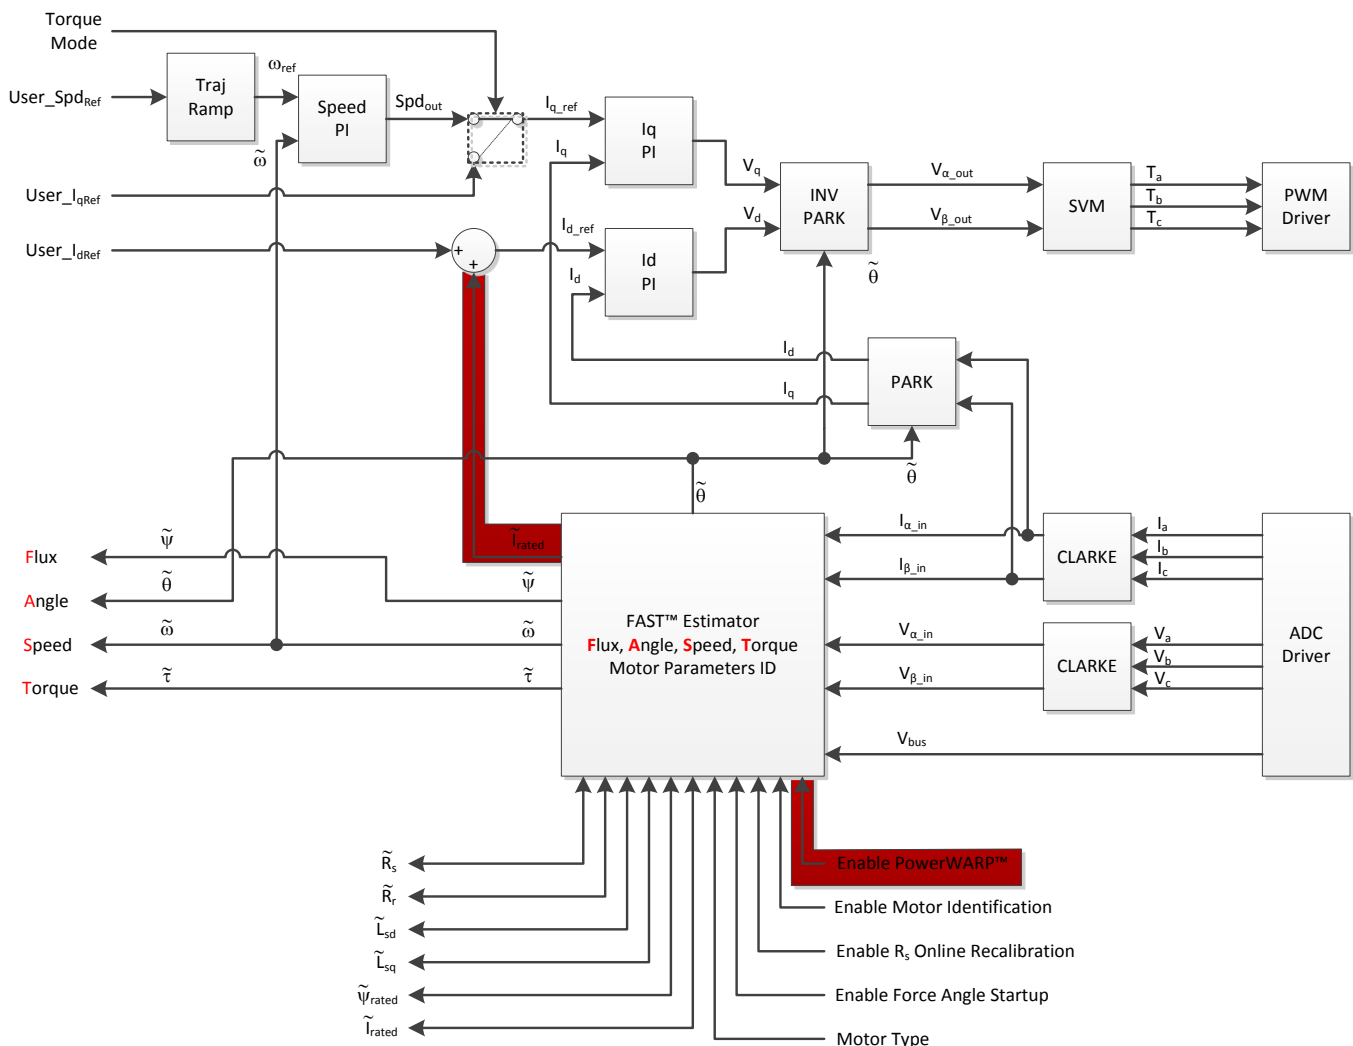 Torque
Mode
User_SpdRef
Traj
Ramp
ωref
Speed
PI
ω̃
Spdout
Iq_ref
Iq
Iq
PI
Vq
User_IqRef
User_IdRef
+
+
Id_ref
Id
Id
PI
Vd
INV
PARK
θ̃
Vα_out
Vβ_out
SVM
Ta
Tb
Tc
PWM
Driver
Id
Iq
PARK
θ̃
θ̃
Flux
Angle
Speed
Torque
ψ̃
θ̃
ω̃
τ̃
Ĩrated
ψ̃
ω̃
τ̃
FAST™ Estimator
Flux, Angle, Speed, Torque
Motor Parameters ID
Iα_in
Iβ_in
Vα_in
Vβ_in
Vbus
CLARKE
CLARKE
Ia
Ib
Ic
Va
Vb
Vc
ADC
Driver
R̃s
R̃r
L̃sd
L̃sq
ψ̃rated
Ĩrated
Enable PowerWARP™
Enable Motor Identification
Enable Rs Online Recalibration
Enable Force Angle Startup
Motor Type